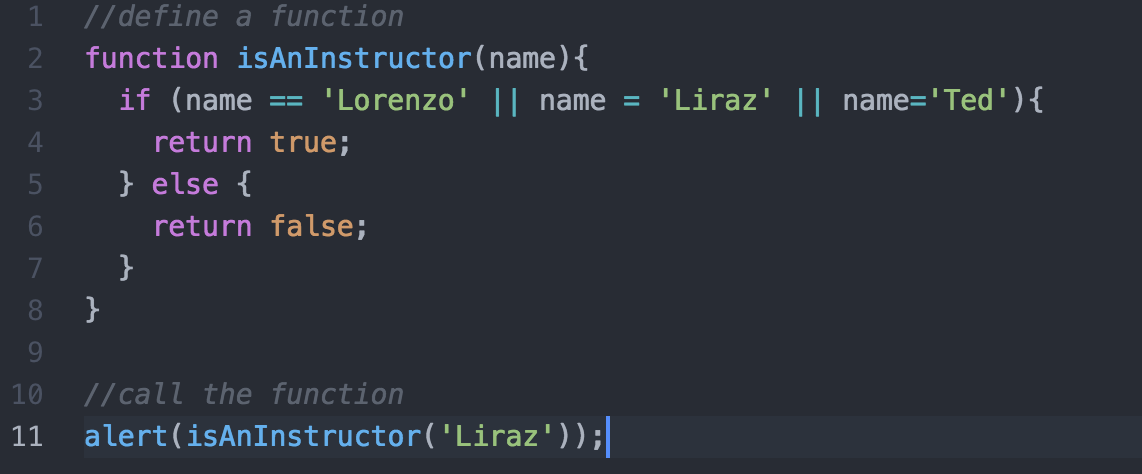 1 //define a function
2 function isAnInstructor(name){
3   if (name == 'Lorenzo' || name = 'Liraz' || name='Ted'){
4     return true;
5   } else {
6     return false;
7   }
8 }
9
10 //call the function
11 alert(isAnInstructor('Liraz'));